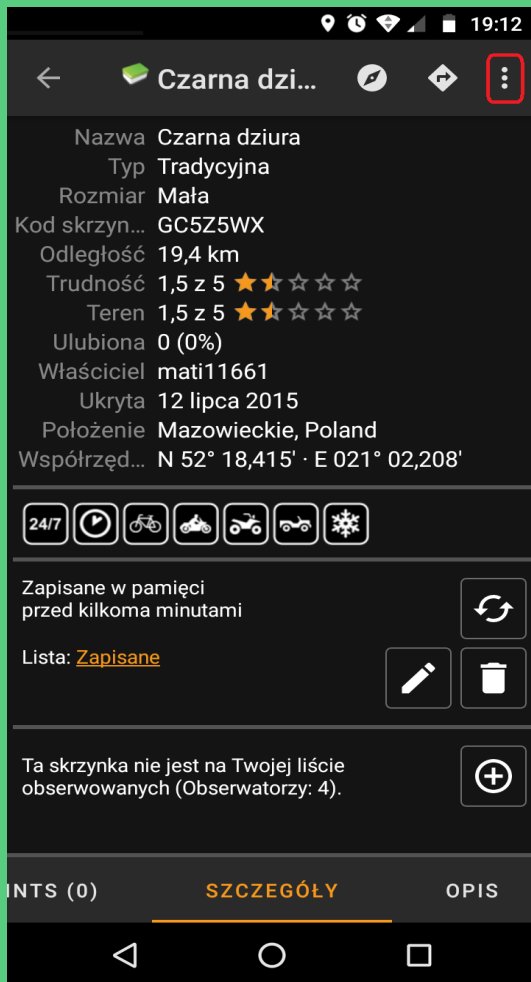 19:12
Czarna dzi...
Nazwa Czarna dziura
Typ Tradycyjna
Rozmiar Mała
Kod skrzyn... GC5Z5WX
Odległość 19,4 km
Trudność 1,5 z 5
Teren 1,5 z 5
Ulubiona 0 (0%)
Właściciel mati11661
Ukryta 12 lipca 2015
Położenie Mazowieckie, Poland
Współrzęd... N 52° 18,415' · E 021° 02,208'
24/7
Zapisane w pamięci
przed kilkoma minutami
Lista: Zapisane
Ta skrzynka nie jest na Twojej liście
obserwowanych (Obserwatorzy: 4).
INTS (0) SZCZEGÓŁY OPIS